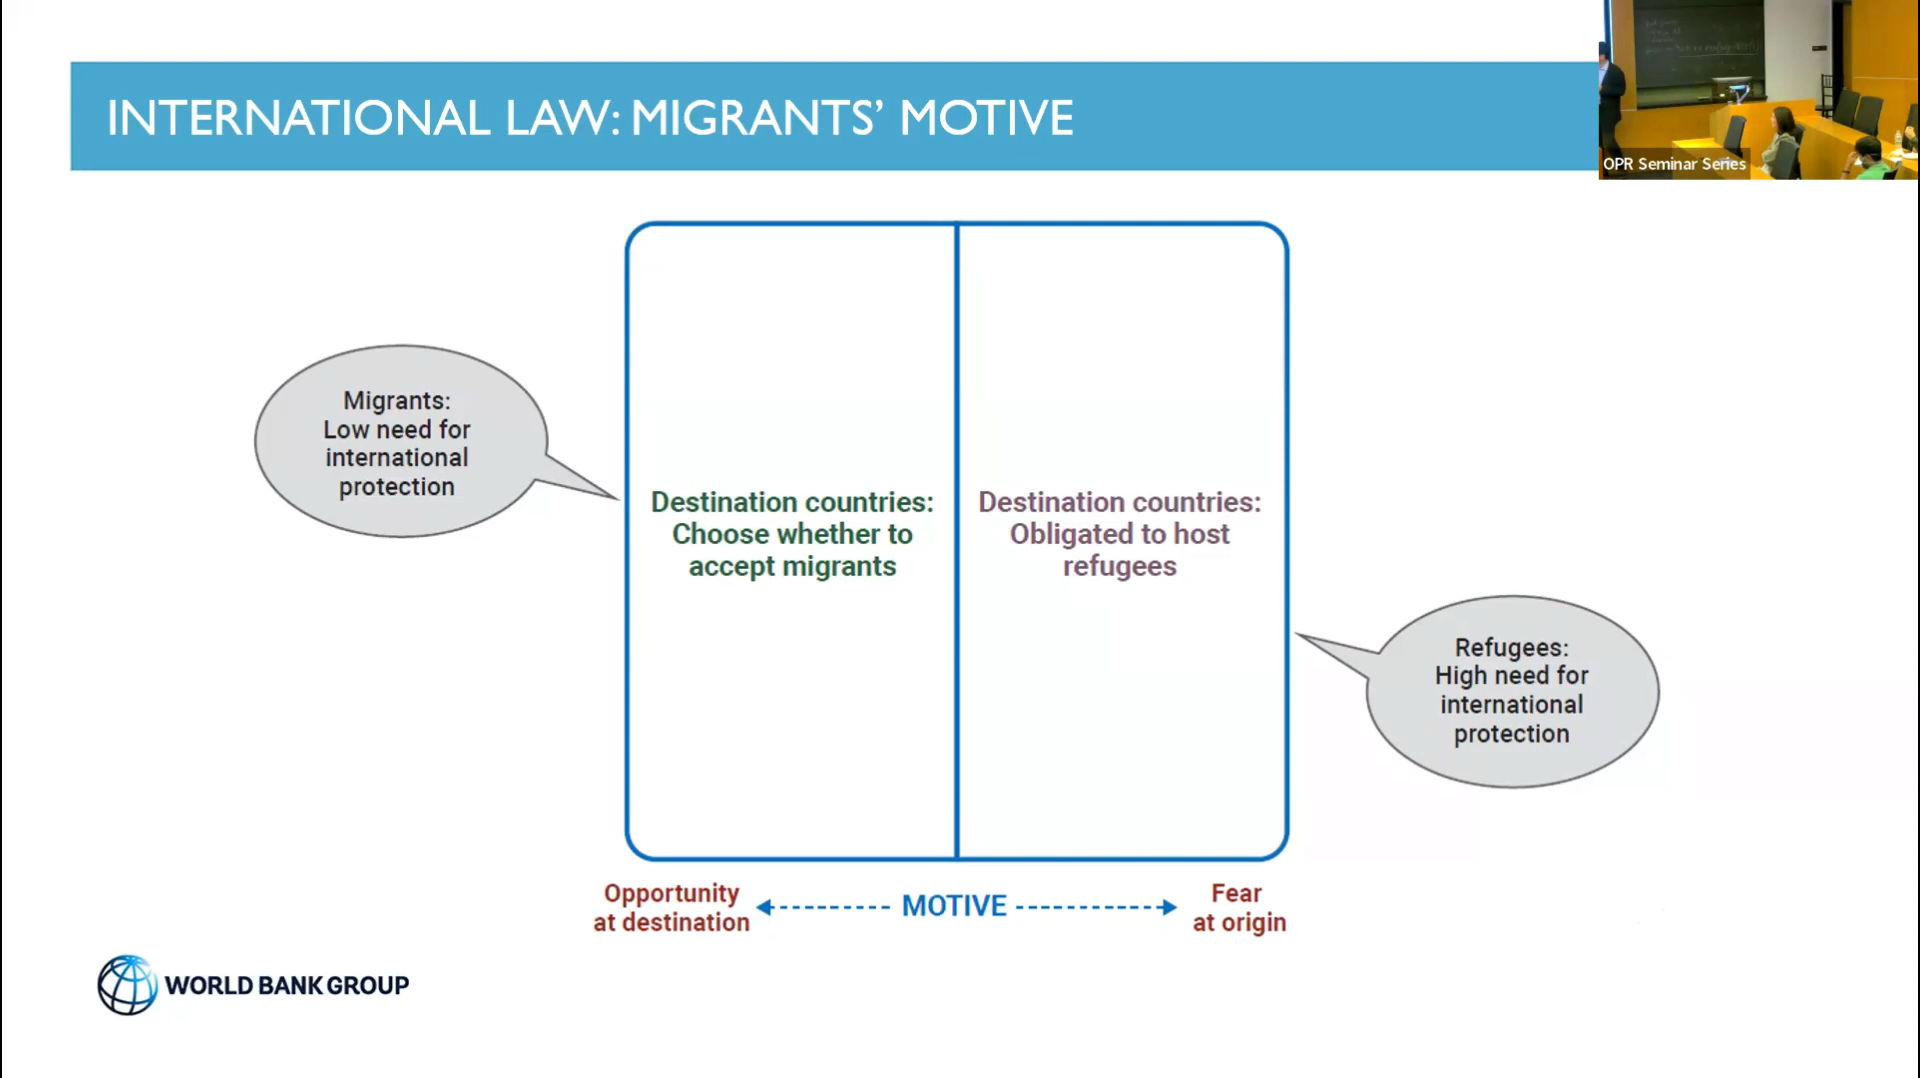 INTERNATIONAL LAW: MIGRANTS’ MOTIVE
OPR Seminar Series
Migrants:
Low need for
international
protection
Destination countries:
Choose whether to
accept migrants
Destination countries:
Obligated to host
refugees
Refugees:
High need for
international
protection
Opportunity
at destination
MOTIVE
Fear
at origin
WORLD BANK GROUP